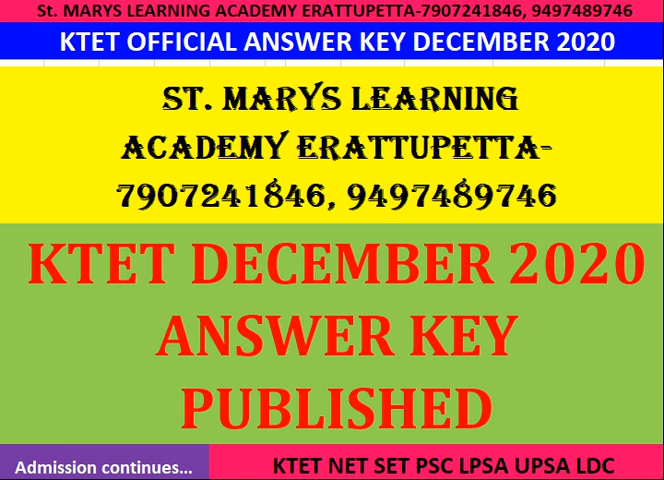 St. MARYS LEARNING ACADEMY ERATTUPETTA-7907241846, 9497489746
KTET OFFICIAL ANSWER KEY DECEMBER 2020
ST. MARYS LEARNING
ACADEMY ERATTUPETTA-
7907241846, 9497489746
KTET DECEMBER 2020
ANSWER KEY
PUBLISHED
Admission continues...
KTET NET SET PSC LPSA UPSA LDC